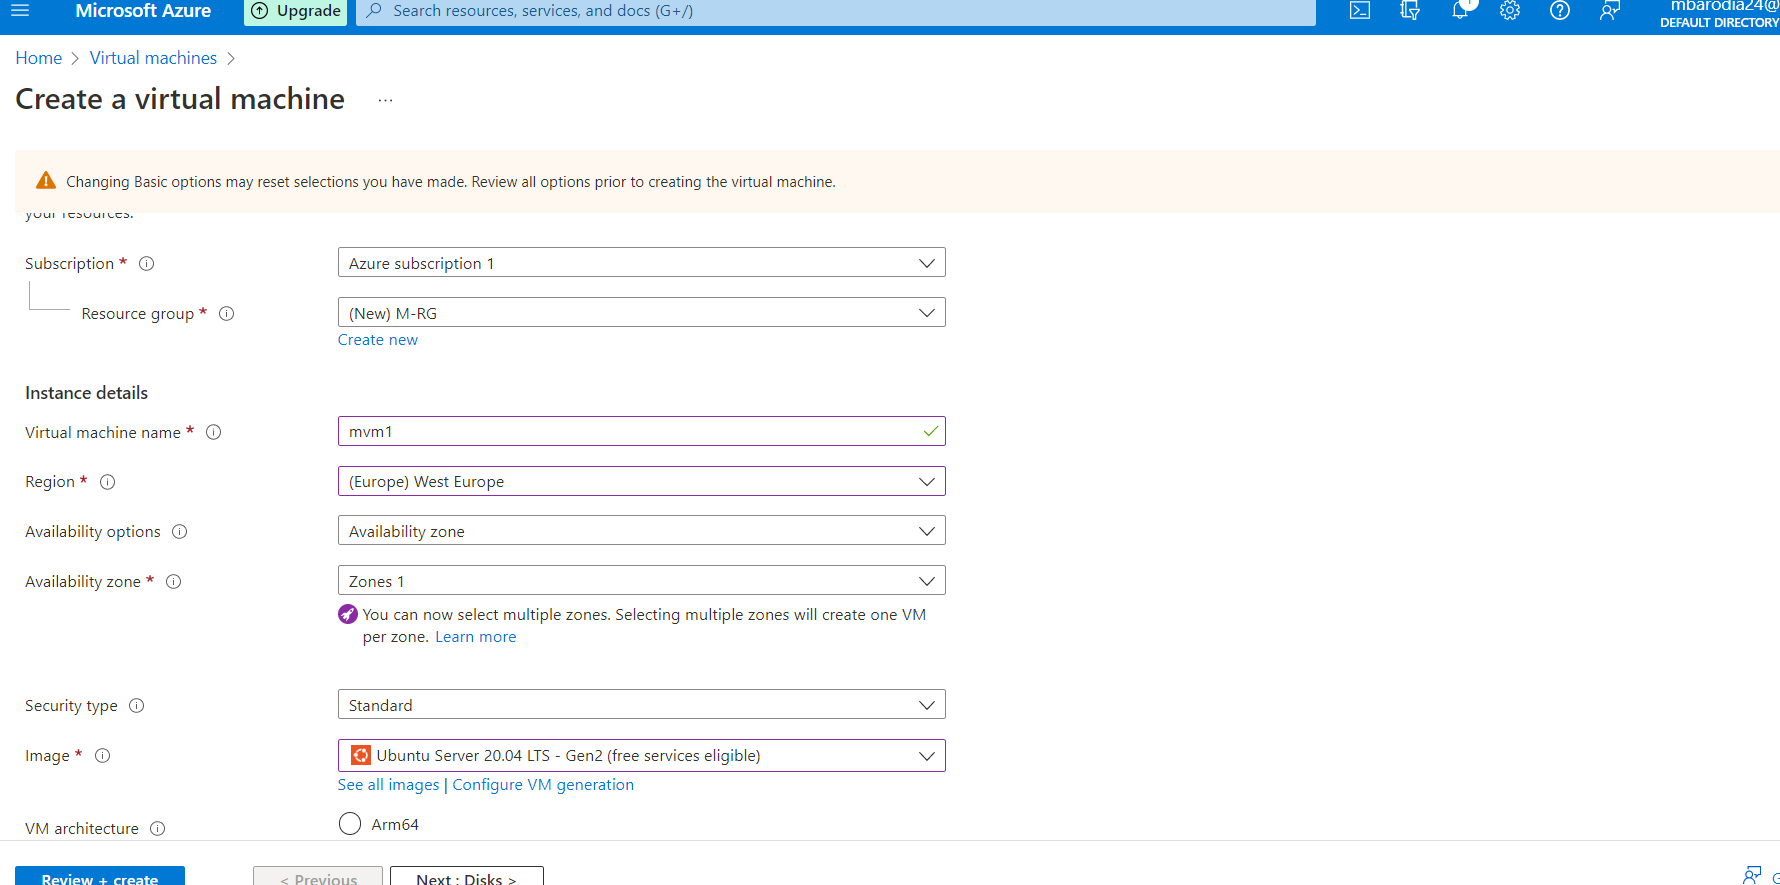 Microsoft Azure
Upgrade
Search resources, services, and docs (G+/)
1
mbarodia24@
DEFAULT DIRECTORY
Home > Virtual machines >
Create a virtual machine ...
Changing Basic options may reset selections you have made. Review all options prior to creating the virtual machine.
your resources.
Subscription *
Azure subscription 1
Resource group *
(New) M-RG
Create new
Instance details
Virtual machine name *
mvm1
Region *
(Europe) West Europe
Availability options
Availability zone
Availability zone *
Zones 1
You can now select multiple zones. Selecting multiple zones will create one VM
per zone. Learn more
Security type
Standard
Image *
Ubuntu Server 20.04 LTS - Gen2 (free services eligible)
See all images | Configure VM generation
VM architecture
Arm64
Review + create
< Previous
Next : Disks >